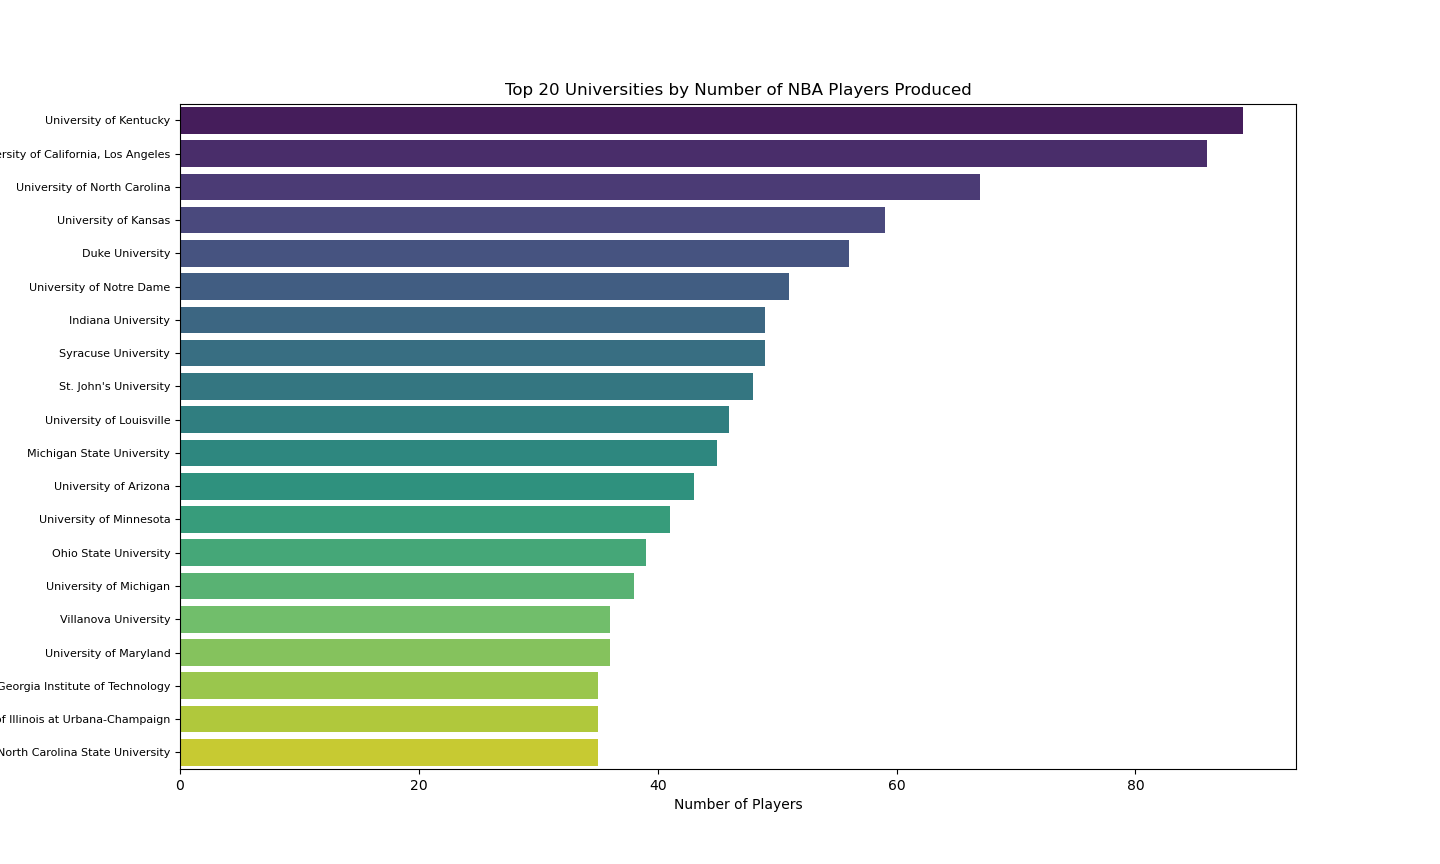 Top 20 Universities by Number of NBA Players Produced
University of Kentucky
of California, Los Angeles
University of North Carolina
University of Kansas
Duke University
University of Notre Dame
Indiana University
Syracuse University
St. John's University
University of Louisville
Michigan State University
University of Arizona
University of Minnesota
Ohio State University
University of Michigan
Villanova University
University of Maryland
Georgia Institute of Technology
of Illinois at Urbana-Champaign
North Carolina State University
0 20 40 60 80
Number of Players